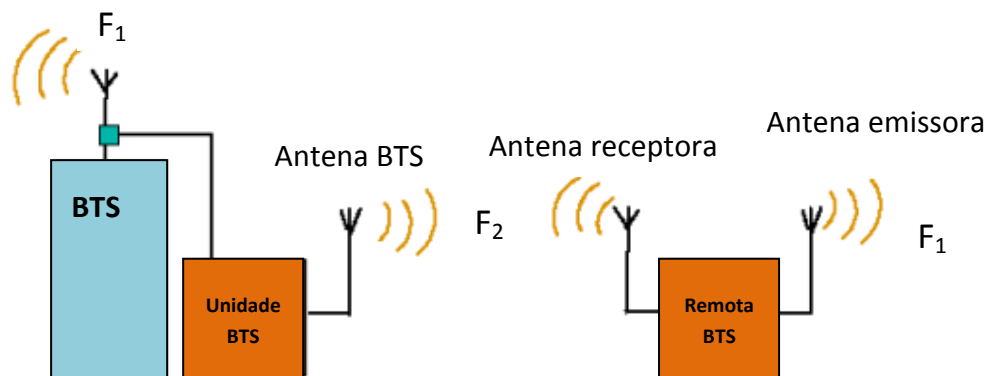 F₁
Antena BTS
Antena receptora
Antena emissora
BTS
F₂
F₁
Unidade
BTS
Remota
BTS